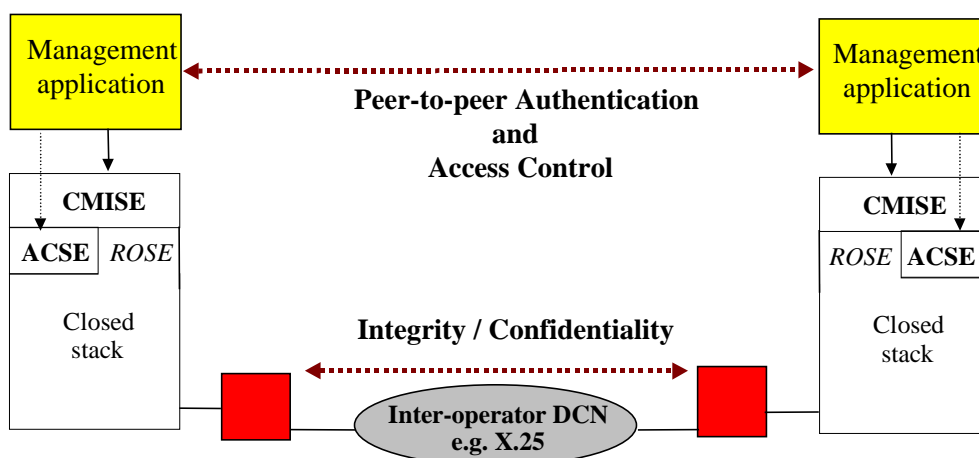 Management
application
Management
application
Peer-to-peer Authentication
and
Access Control
CMISE
CMISE
ACSE ROSE
ROSE ACSE
Closed
stack
Closed
stack
Integrity / Confidentiality
Inter-operator DCN
e.g. X.25